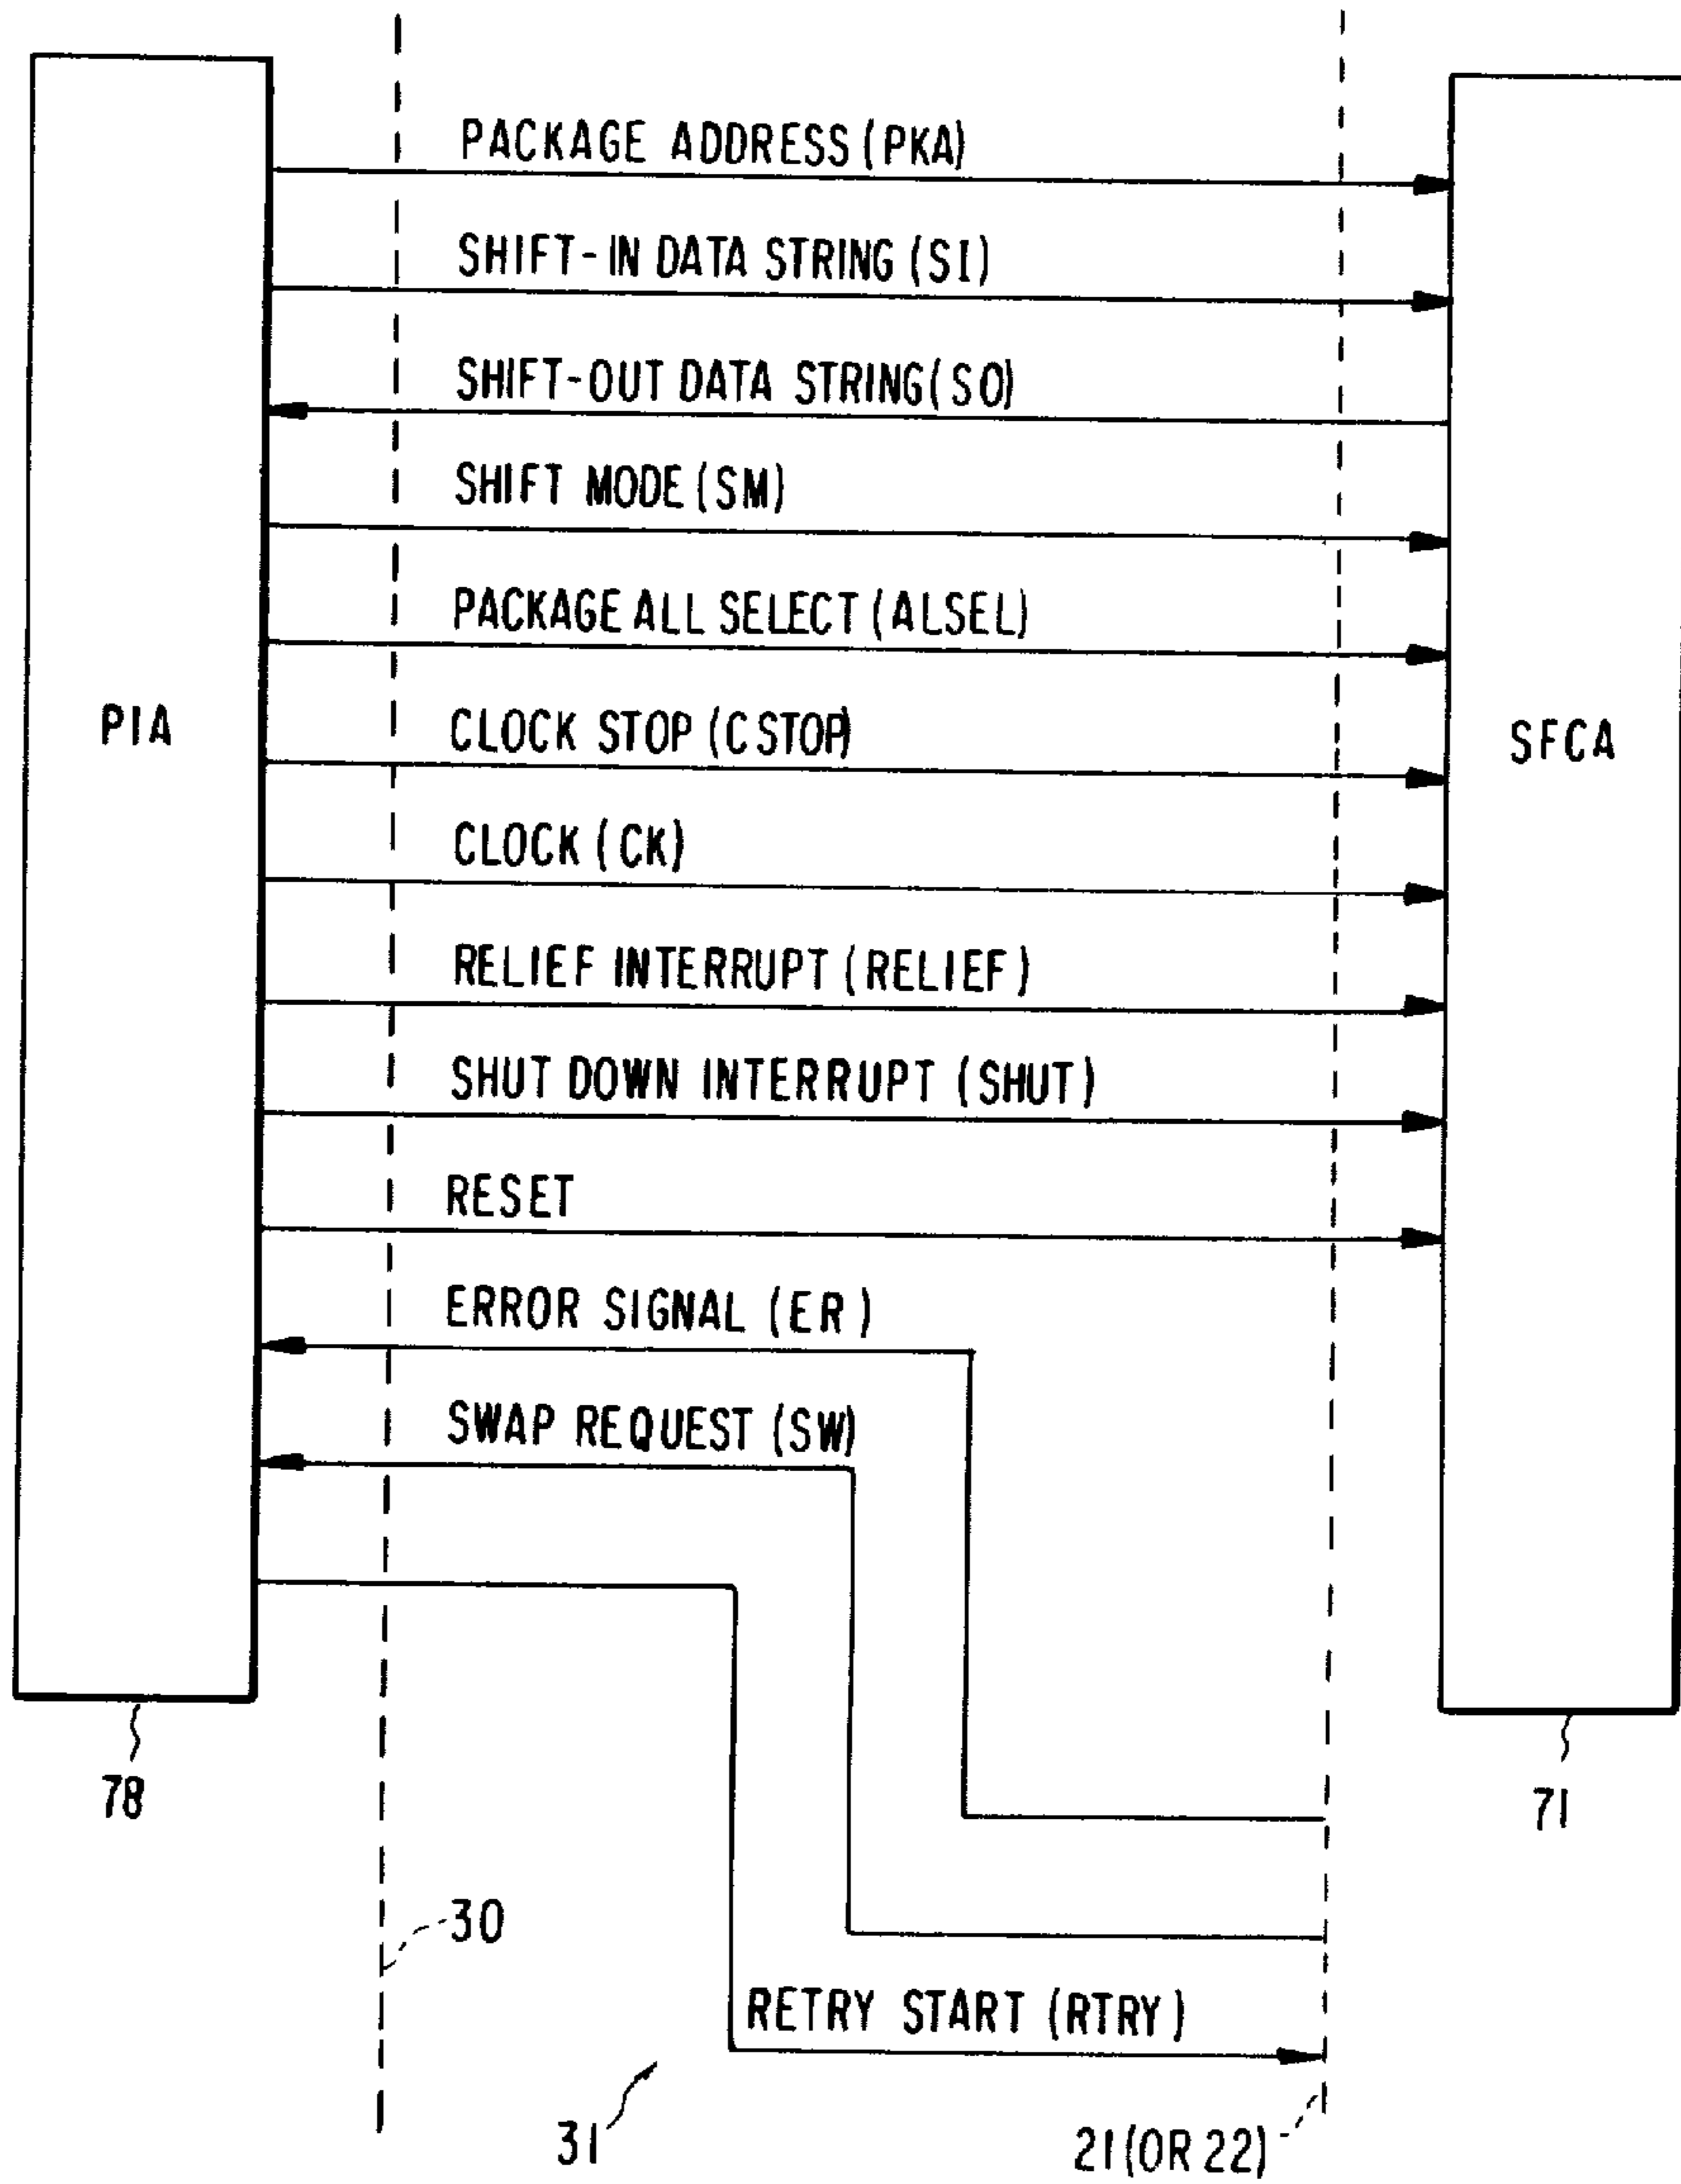 PACKAGE ADDRESS (PKA)
SHIFT-IN DATA STRING (SI)
SHIFT-OUT DATA STRING (SO)
SHIFT MODE (SM)
PACKAGE ALL SELECT (ALSEL)
PIA
CLOCK STOP (CSTOP)
SFCA
CLOCK (CK)
RELIEF INTERRUPT (RELIEF)
SHUT DOWN INTERRUPT (SHUT)
RESET
ERROR SIGNAL (ER)
SWAP REQUEST (SW)
78
71
30
RETRY START (RTRY)
31
21 (OR 22)